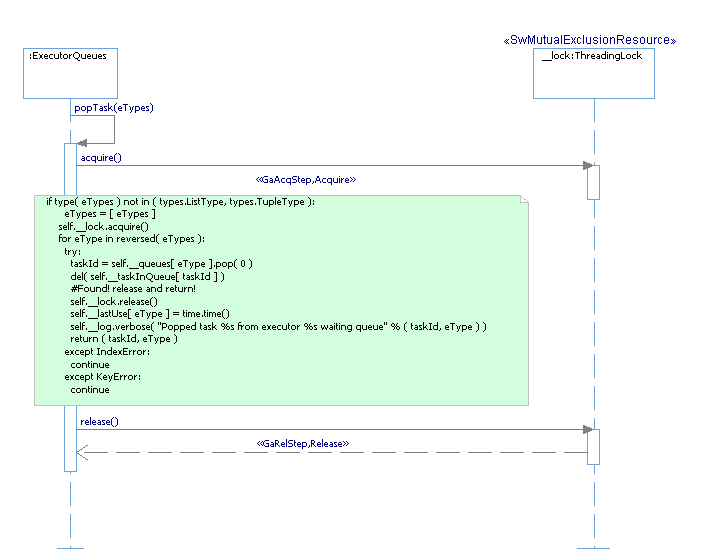 «SwMutualExclusionResource»
:ExecutorQueues
__lock:ThreadingLock
popTask(eTypes)
acquire()
«GaAcqStep,Acquire»
if type( eTypes ) not in ( types.ListType, types.TupleType ):
eTypes = [ eTypes ]
self.__lock.acquire()
for eType in reversed( eTypes ):
try:
taskId = self.__queues[ eType ].pop( 0 )
del( self.__taskInQueue[ taskId ] )
#Found! release and return!
self.__lock.release()
self.__lastUse[ eType ] = time.time()
self.__log.verbose( "Popped task %s from executor %s waiting queue" % ( taskId, eType ) )
return ( taskId, eType )
except IndexError:
continue
except KeyError:
continue
release()
«GaRelStep,Release»